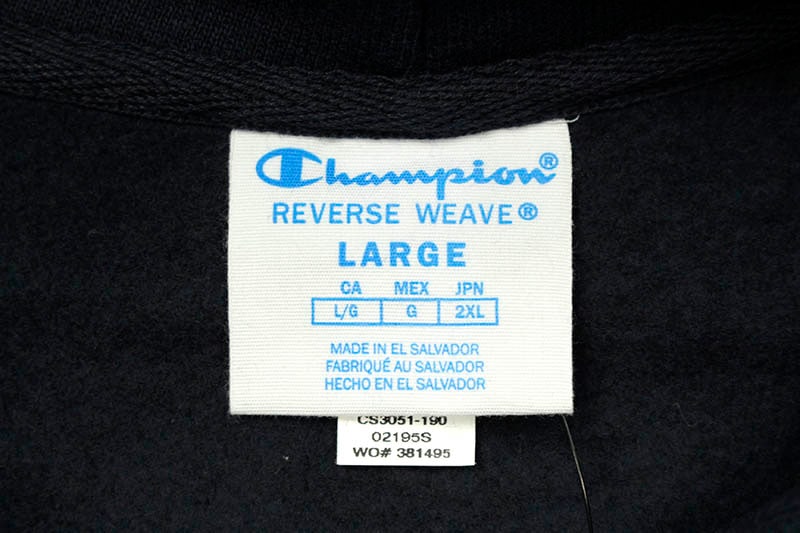 Champion®
REVERSE WEAVE®
LARGE
CA MEX JPN
L/G G 2XL
MADE IN EL SALVADOR
FABRIQUÉ AU SALVADOR
HECHO EN EL SALVADOR
CS3051-190
02195S
WO# 381495